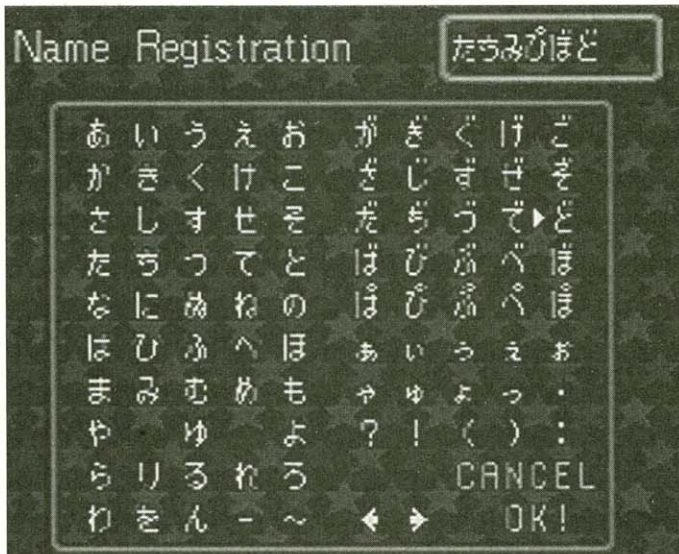 Name Registration たちみぴほど
あ い う え お が ぎ ぐ げ ご
か き く け こ ざ じ ず ぜ ぞ
さ し す せ そ だ ぢ づ で▶ど
た ち つ て と ば び ぶ べ ぼ
な に ぬ ね の ぱ ぴ ぷ ぺ ぽ
は ひ ふ へ ほ ぁ ぃ ぅ ぇ ぉ
ま み む め も ゃ ゅ ょ っ ・
や ゆ よ ? ! ( ) :
ら り る れ ろ CANCEL
わ を ん ー ～ ← → OK!